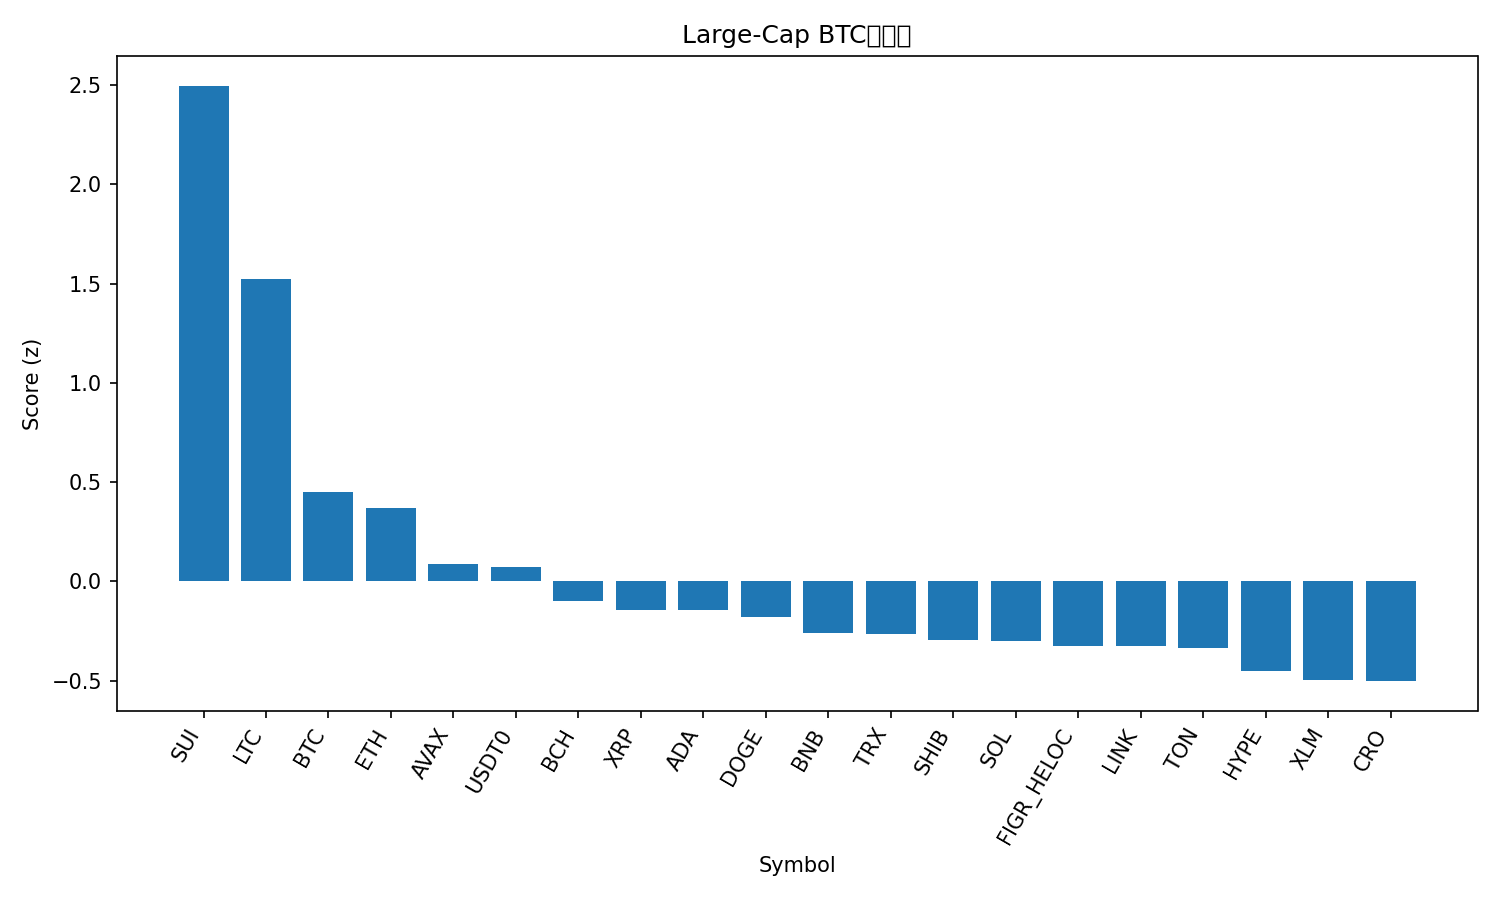 Large-Cap BTC
Score (z)
2.5
2.0
1.5
1.0
0.5
0.0
−0.5
SUI
LTC
BTC
ETH
AVAX
USDT0
BCH
XRP
ADA
DOGE
BNB
TRX
SHIB
SOL
FIGR_HELOC
LINK
TON
HYPE
XLM
CRO
Symbol